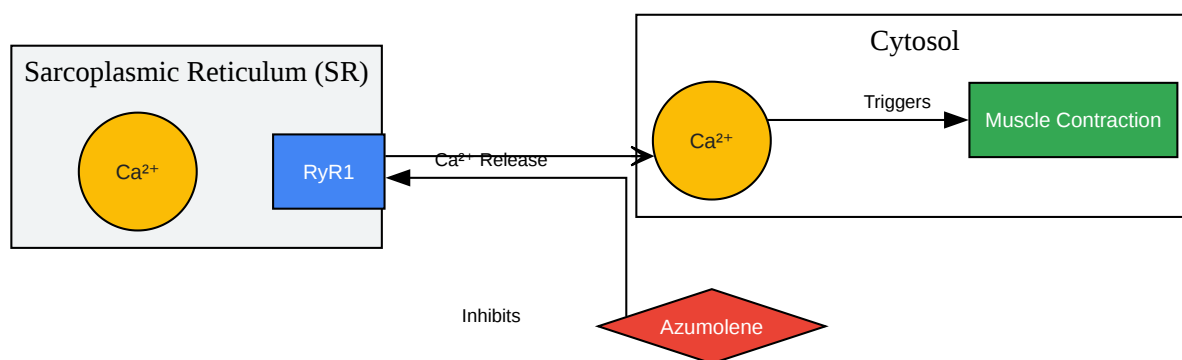 Sarcoplasmic Reticulum (SR)
Ca²⁺
RyR1
Ca²⁺ Release
Cytosol
Ca²⁺
Triggers
Muscle Contraction
Inhibits
Azumolene